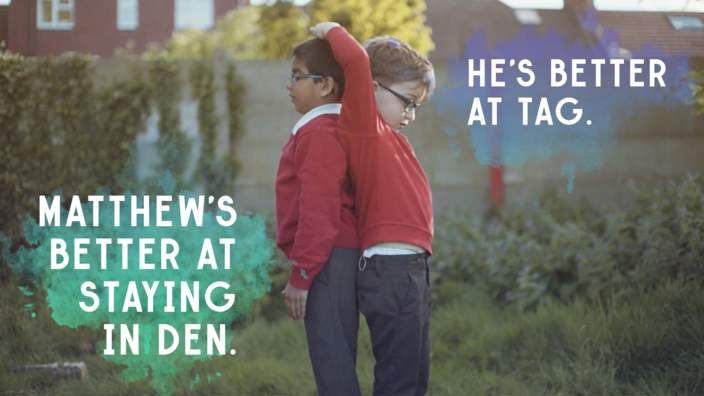 HE'S BETTER
AT TAG.
MATTHEW'S
BETTER AT
STAYING
IN DEN.